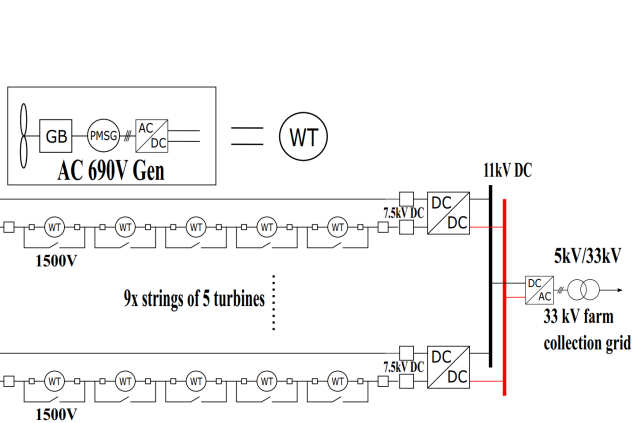 GB
PMSG
AC
DC
AC 690V Gen
WT
11kV DC
DC
DC
7.5kV DC
WT WT WT WT WT
1500V
5kV/33kV
9x strings of 5 turbines
DC
AC
33 kV farm
collection grid
DC
DC
7.5kV DC
WT WT WT WT WT
1500V